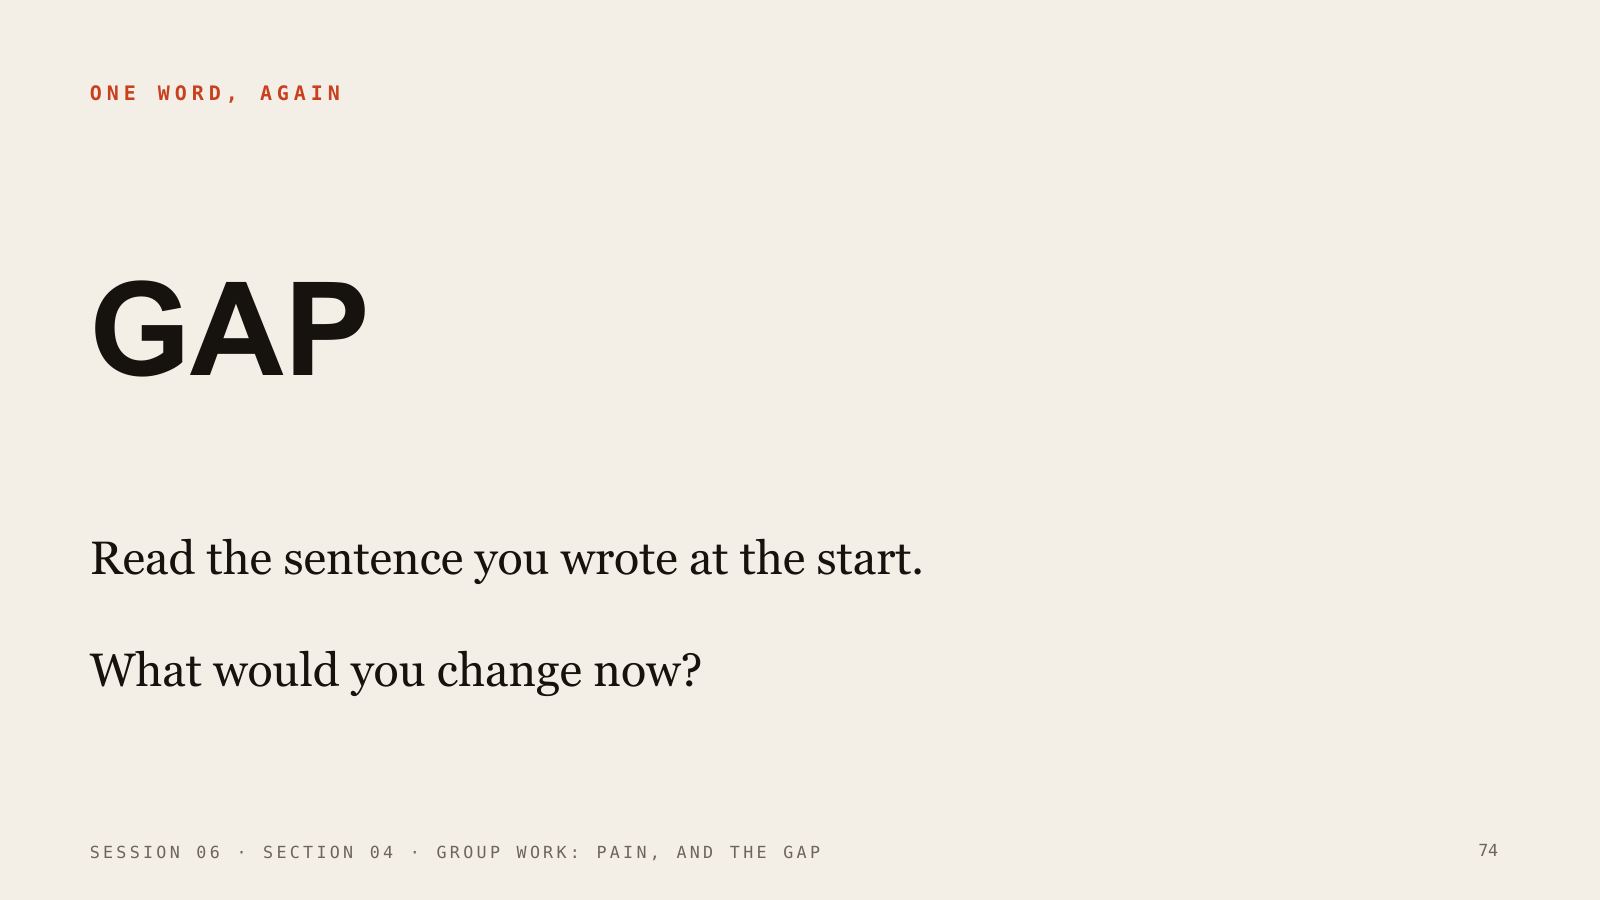 ONE WORD, AGAIN
GAP
Read the sentence you wrote at the start.
What would you change now?
SESSION 06 · SECTION 04 · GROUP WORK: PAIN, AND THE GAP
74